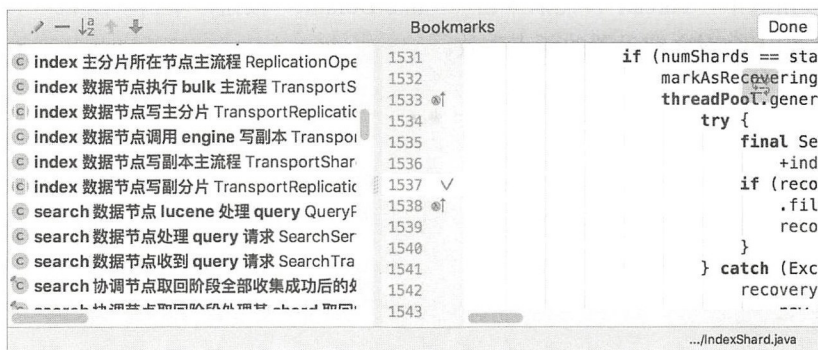 Bookmarks
Done
index 主分片所在节点主流程 ReplicationOpe
index 数据节点执行 bulk 主流程 TransportS
index 数据节点写主分片 TransportReplicatic
index 数据节点调用 engine 写副本 Transpor
index 数据节点写副本主流程 TransportShar
index 数据节点写副分片 TransportReplicatic
search 数据节点 lucene 处理 query QueryF
search 数据节点处理 query 请求 SearchSer
search 数据节点收到 query 请求 SearchTra
search 协调节点取回阶段全部收集成功后的处
1531 if (numShards == sta
1532 markAsRecovering
1533 threadPool.gener
1534 try {
1535 final Se
1536 +ind
1537 if (reco
1538 .fil
1539 reco
1540 }
1541 } catch (Exc
1542 recovery
1543
.../IndexShard.java